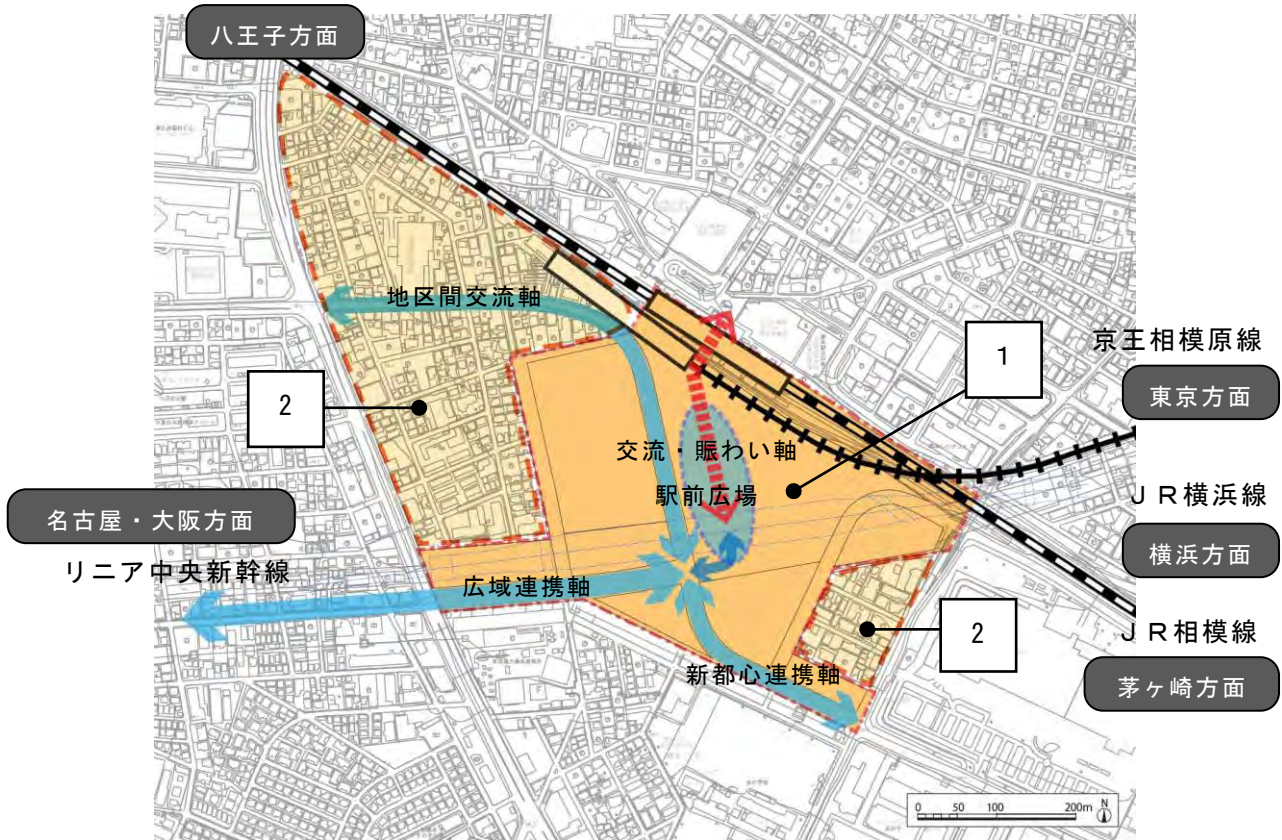 八王子方面
地区間交流軸
1
京王相模原線
東京方面
2
交流・賑わい軸
駅前広場
ＪＲ横浜線
名古屋・大阪方面
横浜方面
リニア中央新幹線
広域連携軸
2
ＪＲ相模線
新都心連携軸
茅ヶ崎方面
0 50 100 200m
N